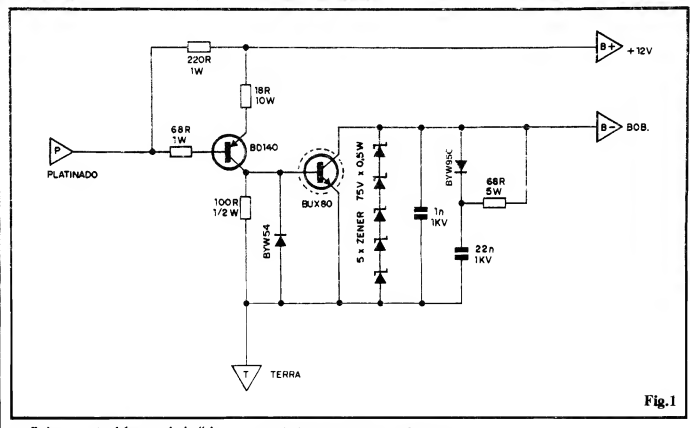 220R
1W
B+
+12V
18R
10W
68R
1W
P
PLATINADO
BD140
B-
BOB.
100R
1/2W
BYW54
BUX80
5 x ZENER 75V x 0,5W
1n
1KV
BYW95C
68R
5W
22n
1KV
T
TERRA
Fig.1